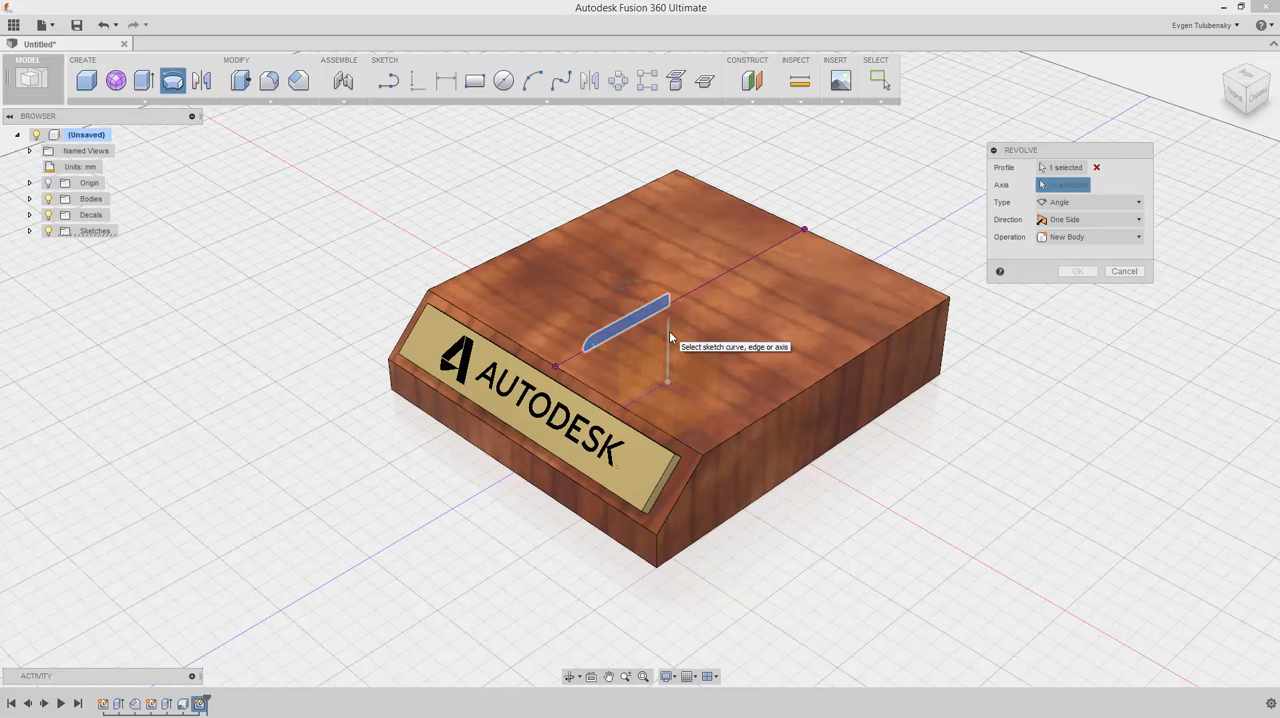 Autodesk Fusion 360 Ultimate
Evgen Tulubensky
Untitled*
MODEL
CREATE
MODIFY
ASSEMBLE
SKETCH
CONSTRUCT
INSPECT
INSERT
SELECT
BROWSER
(Unsaved)
Named Views
Units: mm
Origin
Bodies
Decals
Sketches
REVOLVE
Profile 1 selected
Axis
Type Angle
Direction One Side
Operation New Body
OK Cancel
Select sketch curve, edge or axis
AUTODESK
ACTIVITY